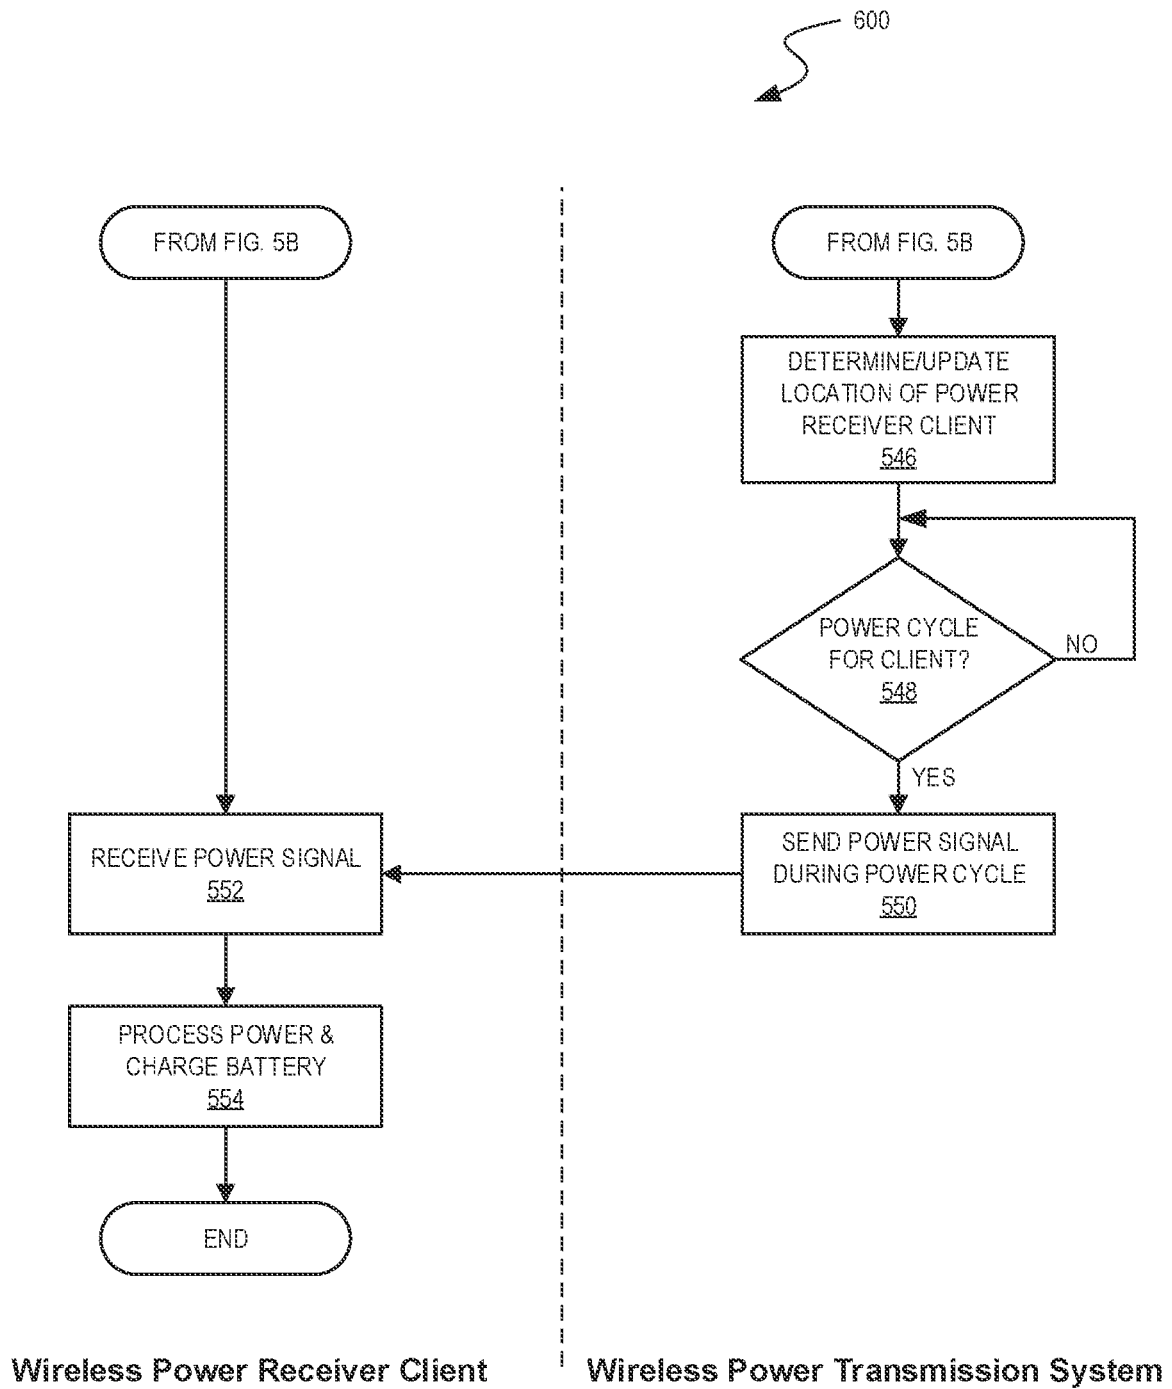 600
FROM FIG. 5B
FROM FIG. 5B
DETERMINE/UPDATE
LOCATION OF POWER
RECEIVER CLIENT
546
POWER CYCLE
FOR CLIENT?
548
NO
YES
RECEIVE POWER SIGNAL
552
SEND POWER SIGNAL
DURING POWER CYCLE
550
PROCESS POWER &
CHARGE BATTERY
554
END
Wireless Power Receiver Client
Wireless Power Transmission System